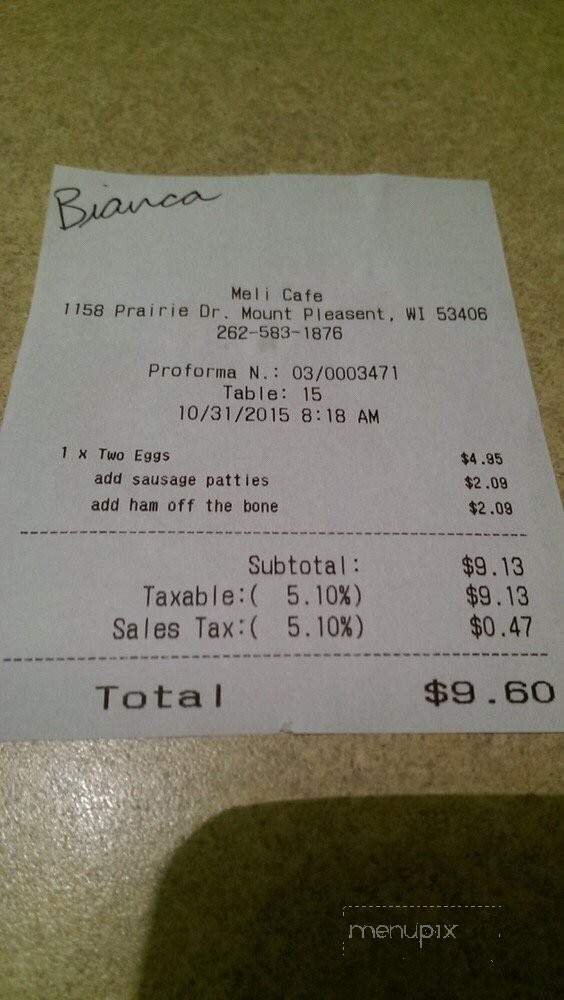 Bianca
Meli Cafe
1158 Prairie Dr. Mount Pleasent, WI 53406
262-583-1876
Proforma N.: 03/0003471
Table: 15
10/31/2015 8:18 AM
1 x Two Eggs $4.95
add sausage patties $2.09
add ham off the bone $2.09
Subtotal: $9.13
Taxable:( 5.10%) $9.13
Sales Tax:( 5.10%) $0.47
Total $9.60
menupix